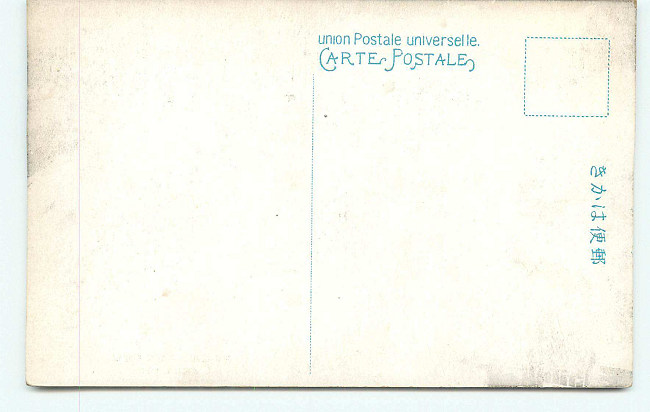 union Postale universelle.
CARTE POSTALE
郵便はかき